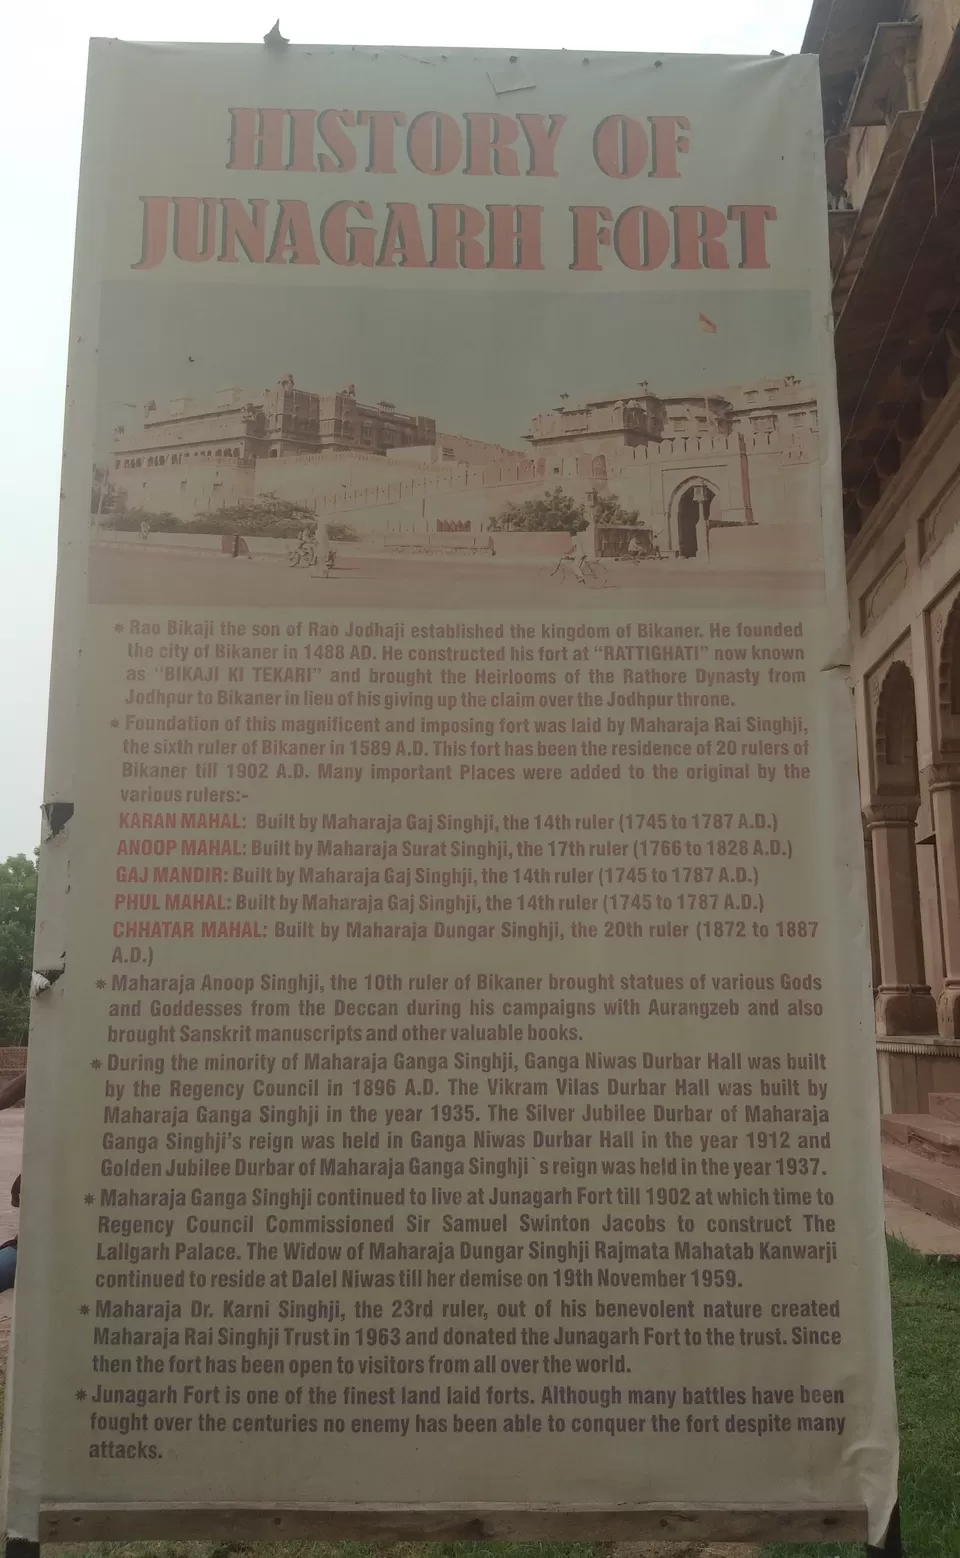 HISTORY OF
JUNAGARH FORT
* Rao Bikaji the son of Rao Jodhaji established the kingdom of Bikaner. He founded
the city of Bikaner in 1488 AD. He constructed his fort at "RATTIGHATI" now known
as "BIKAJI KI TEKARI" and brought the Heirlooms of the Rathore Dynasty from
Jodhpur to Bikaner in lieu of his giving up the claim over the Jodhpur throne.
* Foundation of this magnificent and imposing fort was laid by Maharaja Rai Singhji,
the sixth ruler of Bikaner in 1589 A.D. This fort has been the residence of 20 rulers of
Bikaner till 1902 A.D. Many important Places were added to the original by the
various rulers:-
KARAN MAHAL: Built by Maharaja Gaj Singhji, the 14th ruler (1745 to 1787 A.D.)
ANOOP MAHAL: Built by Maharaja Surat Singhji, the 17th ruler (1766 to 1828 A.D.)
GAJ MANDIR: Built by Maharaja Gaj Singhji, the 14th ruler (1745 to 1787 A.D.)
PHUL MAHAL: Built by Maharaja Gaj Singhji, the 14th ruler (1745 to 1787 A.D.)
CHHATAR MAHAL: Built by Maharaja Dungar Singhji, the 20th ruler (1872 to 1887
A.D.)
* Maharaja Anoop Singhji, the 10th ruler of Bikaner brought statues of various Gods
and Goddesses from the Deccan during his campaigns with Aurangzeb and also
brought Sanskrit manuscripts and other valuable books.
* During the minority of Maharaja Ganga Singhji, Ganga Niwas Durbar Hall was built
by the Regency Council in 1896 A.D. The Vikram Vilas Durbar Hall was built by
Maharaja Ganga Singhji in the year 1935. The Silver Jubilee Durbar of Maharaja
Ganga Singhji's reign was held in Ganga Niwas Durbar Hall in the year 1912 and
Golden Jubilee Durbar of Maharaja Ganga Singhji`s reign was held in the year 1937.
* Maharaja Ganga Singhji continued to live at Junagarh Fort till 1902 at which time to
Regency Council Commissioned Sir Samuel Swinton Jacobs to construct The
Lallgarh Palace. The Widow of Maharaja Dungar Singhji Rajmata Mahatab Kanwarji
continued to reside at Dalel Niwas till her demise on 19th November 1959.
* Maharaja Dr. Karni Singhji, the 23rd ruler, out of his benevolent nature created
Maharaja Rai Singhji Trust in 1963 and donated the Junagarh Fort to the trust. Since
then the fort has been open to visitors from all over the world.
* Junagarh Fort is one of the finest land laid forts. Although many battles have been
fought over the centuries no enemy has been able to conquer the fort despite many
attacks.